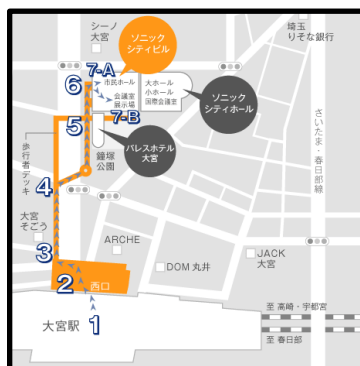 シーノ
大宮
ソニック
シティビル
埼玉
りそな銀行
7-A
6
市民ホール
会議室
展示場
大ホール
小ホール
国際会議室
ソニック
シティホール
5
7-B
パレスホテル
大宮
さいたま・春日部線
歩行者デッキ
鐘塚
公園
4
大宮
そごう
3
ARCHE
DOM 丸井
JACK
大宮
2
西口
1
大宮駅
至 高崎・宇都宮
至 春日部